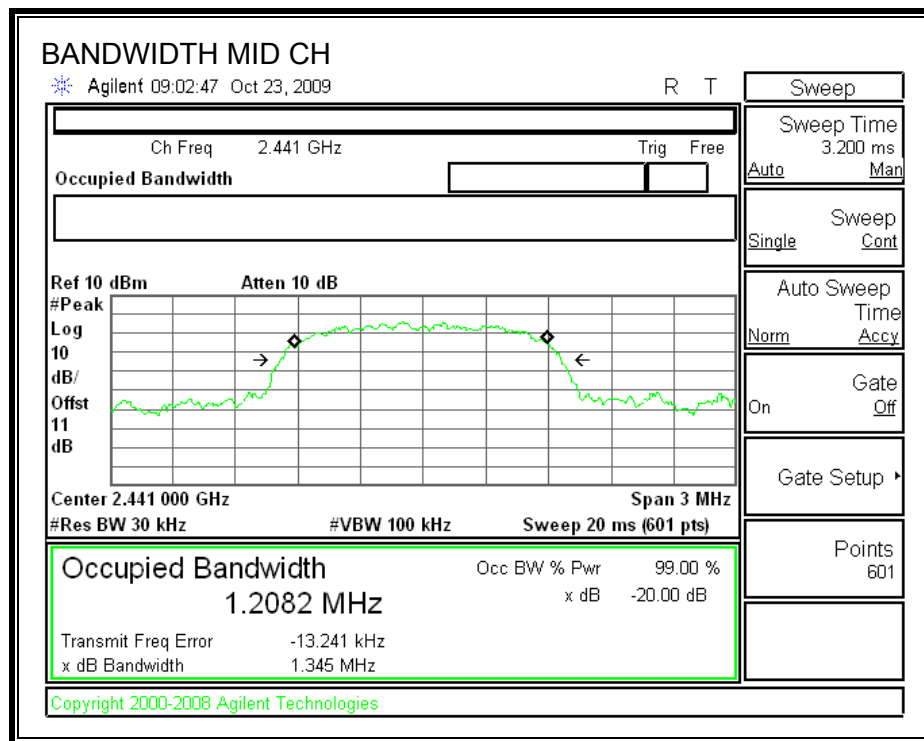 BANDWIDTH MID CH
Agilent 09:02:47 Oct 23, 2009 R T
Ch Freq 2.441 GHz Trig Free
Occupied Bandwidth
Ref 10 dBm Atten 10 dB
#Peak
Log
10
dB/
Offst
11
dB
Center 2.441 000 GHz Span 3 MHz
#Res BW 30 kHz #VBW 100 kHz Sweep 20 ms (601 pts)
Occupied Bandwidth Occ BW % Pwr 99.00 %
1.2082 MHz x dB -20.00 dB
Transmit Freq Error -13.241 kHz
x dB Bandwidth 1.345 MHz
Copyright 2000-2008 Agilent Technologies
Sweep
Sweep Time
3.200 ms
Auto Man
Sweep
Single Cont
Auto Sweep
Time
Norm Accy
Gate
On Off
Gate Setup
Points
601